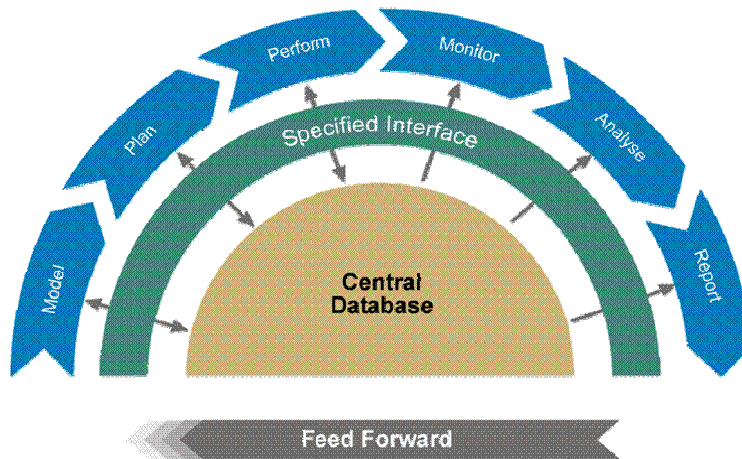 Model
Plan
Perform
Monitor
Analyse
Report
Specified Interface
Central
Database
Feed Forward